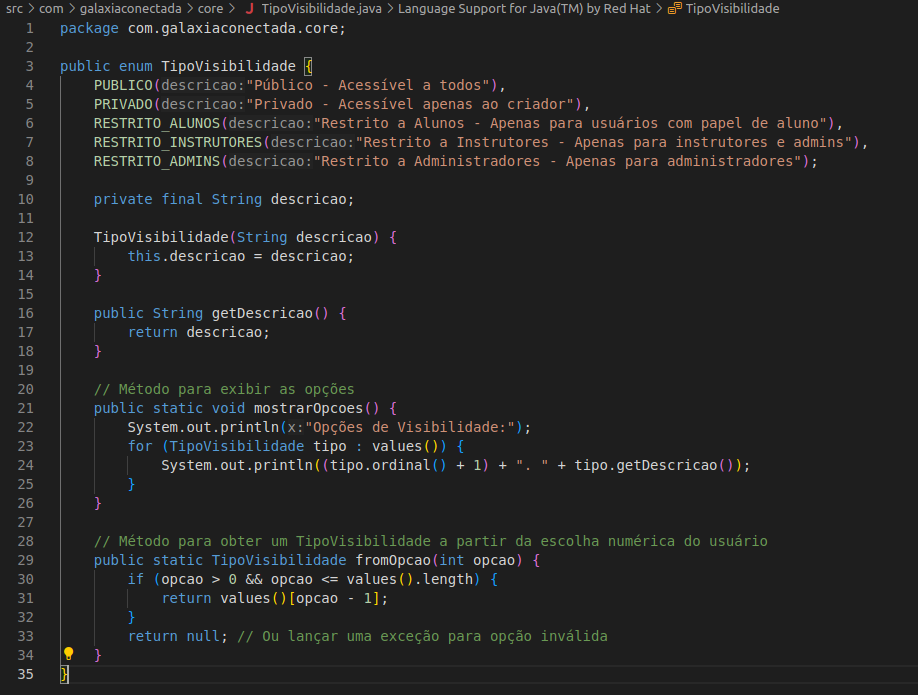 src > com > galaxiaconectada > core > J TipoVisibilidade.java > Language Support for Java(TM) by Red Hat > TipoVisibilidade
1 package com.galaxiaconectada.core;
2
3 public enum TipoVisibilidade {
4 PUBLICO(descricao:"Público - Acessível a todos"),
5 PRIVADO(descricao:"Privado - Acessível apenas ao criador"),
6 RESTRITO_ALUNOS(descricao:"Restrito a Alunos - Apenas para usuários com papel de aluno"),
7 RESTRITO_INSTRUTORES(descricao:"Restrito a Instrutores - Apenas para instrutores e admins"),
8 RESTRITO_ADMINS(descricao:"Restrito a Administradores - Apenas para administradores");
9
10 private final String descricao;
11
12 TipoVisibilidade(String descricao) {
13 this.descricao = descricao;
14 }
15
16 public String getDescricao() {
17 return descricao;
18 }
19
20 // Método para exibir as opções
21 public static void mostrarOpcoes() {
22 System.out.println(x:"Opções de Visibilidade:");
23 for (TipoVisibilidade tipo : values()) {
24 System.out.println((tipo.ordinal() + 1) + ". " + tipo.getDescricao());
25 }
26 }
27
28 // Método para obter um TipoVisibilidade a partir da escolha numérica do usuário
29 public static TipoVisibilidade fromOpcao(int opcao) {
30 if (opcao > 0 && opcao <= values().length) {
31 return values()[opcao - 1];
32 }
33 return null; // Ou lançar uma exceção para opção inválida
34 }
35 }